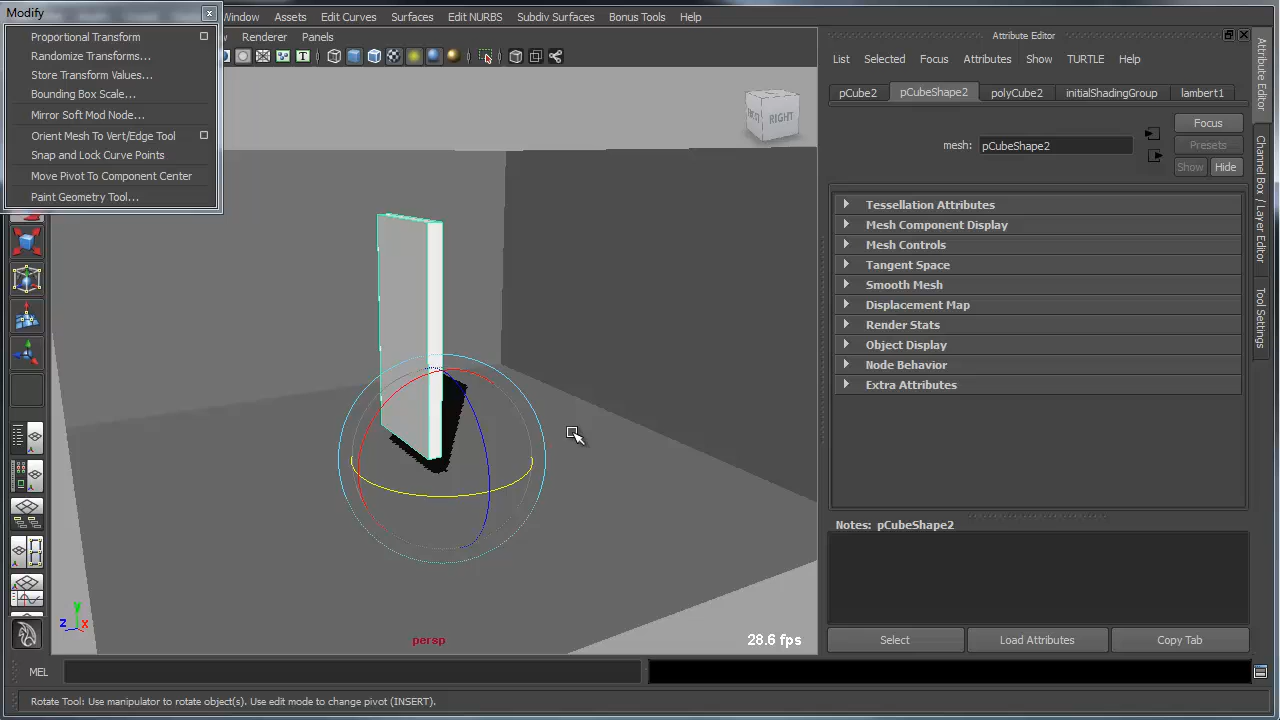 Modify
Proportional Transform
Randomize Transforms...
Store Transform Values...
Bounding Box Scale...
Mirror Soft Mod Node...
Orient Mesh To Vert/Edge Tool
Snap and Lock Curve Points
Move Pivot To Component Center
Paint Geometry Tool...
Window Assets Edit Curves Surfaces Edit NURBS Subdiv Surfaces Bonus Tools Help
Renderer Panels
T
RIGHT
persp
28.6 fps
y
z x
Attribute Editor
List Selected Focus Attributes Show TURTLE Help
pCube2 pCubeShape2 polyCube2 initialShadingGroup lambert1
mesh: pCubeShape2
Focus
Presets
Show Hide
Tessellation Attributes
Mesh Component Display
Mesh Controls
Tangent Space
Smooth Mesh
Displacement Map
Render Stats
Object Display
Node Behavior
Extra Attributes
Notes: pCubeShape2
Select Load Attributes Copy Tab
Attribute Editor
Channel Box / Layer Editor
Tool Settings
MEL
Rotate Tool: Use manipulator to rotate object(s). Use edit mode to change pivot (INSERT).